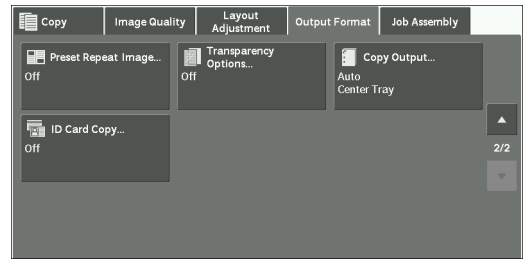 Copy
Image Quality
Layout
Adjustment
Output Format
Job Assembly
Preset Repeat Image...
Off
Transparency
Options...
Off
Copy Output...
Auto
Center Tray
ID Card Copy...
Off
2/2